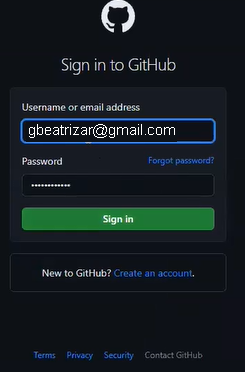 Sign in to GitHub
Username or email address
gbeatrizar@gmail.com
Password Forgot password?
••••••••••••
Sign in
New to GitHub? Create an account.
Terms Privacy Security Contact GitHub